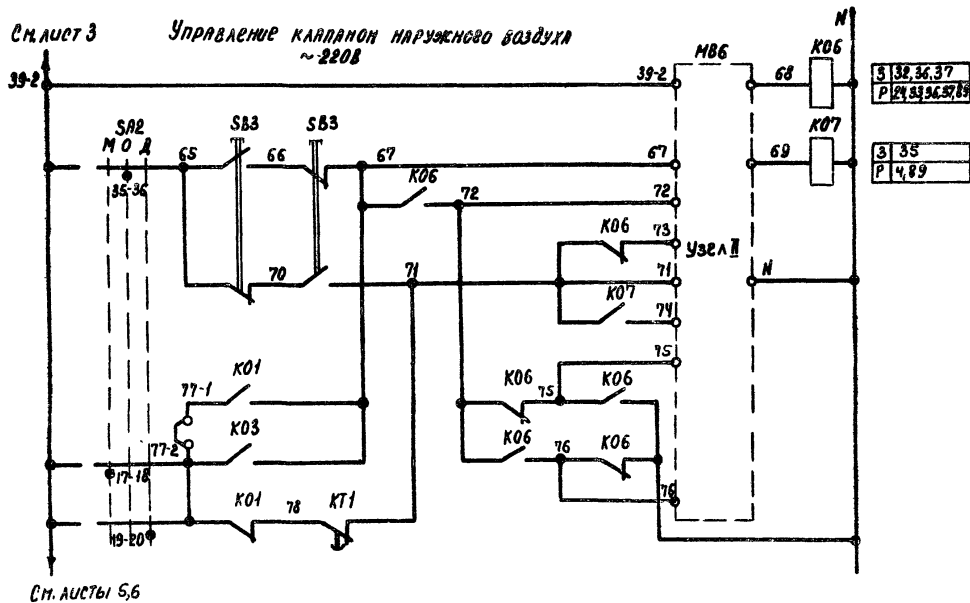 См. лист 3
Управление клапаном наружного воздуха
~220В
N
МВ6
К06
39-2
39-2
68
З 32,36,37
Р 24,33,36,37,89
SA2
М О Д
35-36
65
SB3
66
SB3
67
67
69
К07
З 35
Р 4,89
К06
72
72
К06
73
Узел II
70
71
71
N
К07
74
75
77-1
К01
К06
75
К06
77-2
К03
К06
76
К06
17-18
76
К01
78
КТ1
19-20
См. листы 5,6